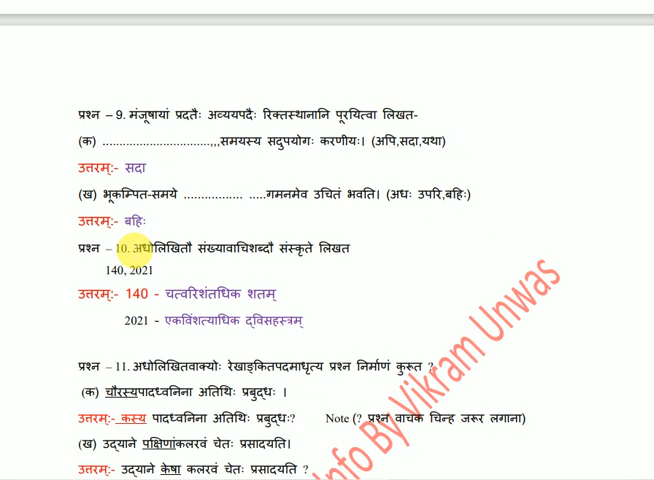 प्रश्न – 9. मंजूषायां प्रदतैः अव्ययपदैः रिक्तस्थानानि पूरयित्वा लिखत-
(क) ................................,,,समयस्य सदुपयोगः करणीयः। (अपि,सदा,यथा)
उत्तरम्:- सदा
(ख) भूकम्पित-समये ................. .....गमनमेव उचितं भवति। (अधः उपरि,बहिः)
उत्तरम्:- बहिः
प्रश्न – 10. अधोलिखितौ संख्यावाचिशब्दौ संस्कृते लिखत
140, 2021
उत्तरम्:- 140 - चत्वरिशंतधिक शतम्
2021 - एकविंशत्याधिक द्विसहस्त्रम्
प्रश्न – 11. अधोलिखितवाक्योः रेखाङ्कितपदमाधृत्य प्रश्न निर्माणं कुरूत ?
(क) चौरस्यपादध्वनिना अतिथिः प्रबुद्धः ।
उत्तरम्:- कस्य पादध्वनिना अतिथिः प्रबुद्धः? Note (? प्रश्न वाचक चिन्ह जरूर लगाना)
(ख) उद्याने पक्षिणांकलरवं चेतः प्रसादयति।
उत्तरम्:- उद्याने केषा कलरवं चेतः प्रसादयति ?
nfo By Vikram Unwas